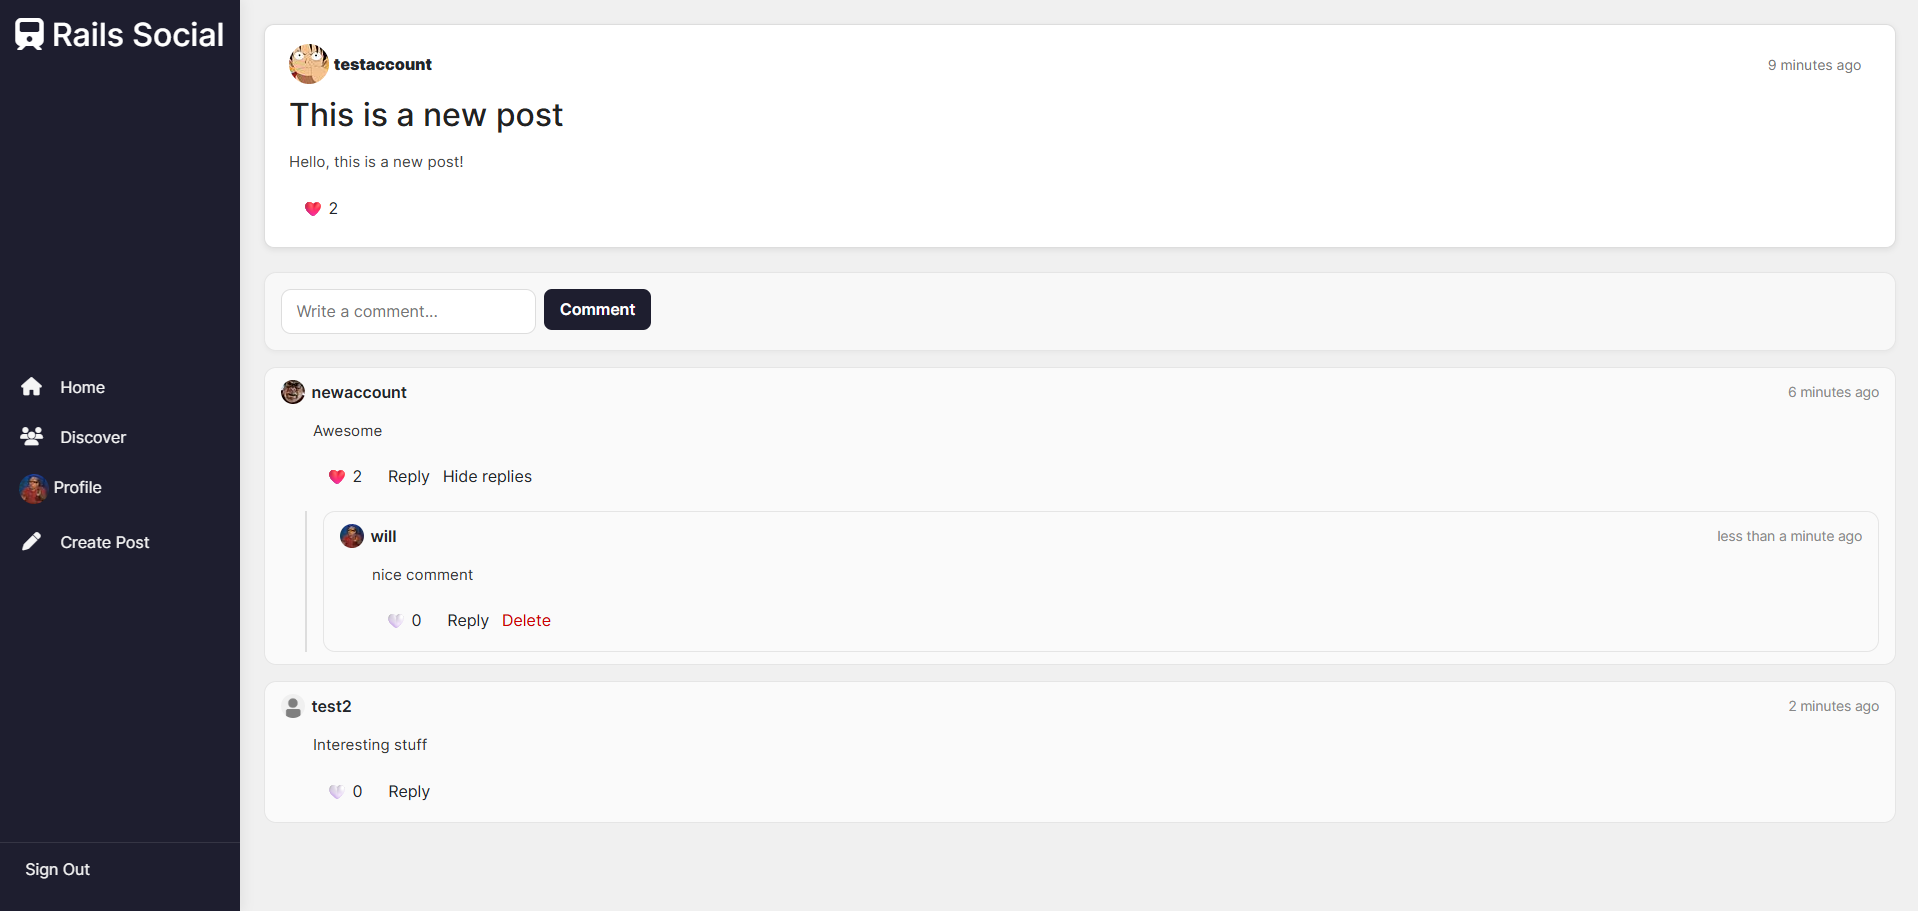 Rails Social
Home
Discover
Profile
Create Post
Sign Out
testaccount 9 minutes ago
This is a new post
Hello, this is a new post!
2
Write a comment... Comment
newaccount 6 minutes ago
Awesome
2 Reply Hide replies
will less than a minute ago
nice comment
0 Reply Delete
test2 2 minutes ago
Interesting stuff
0 Reply